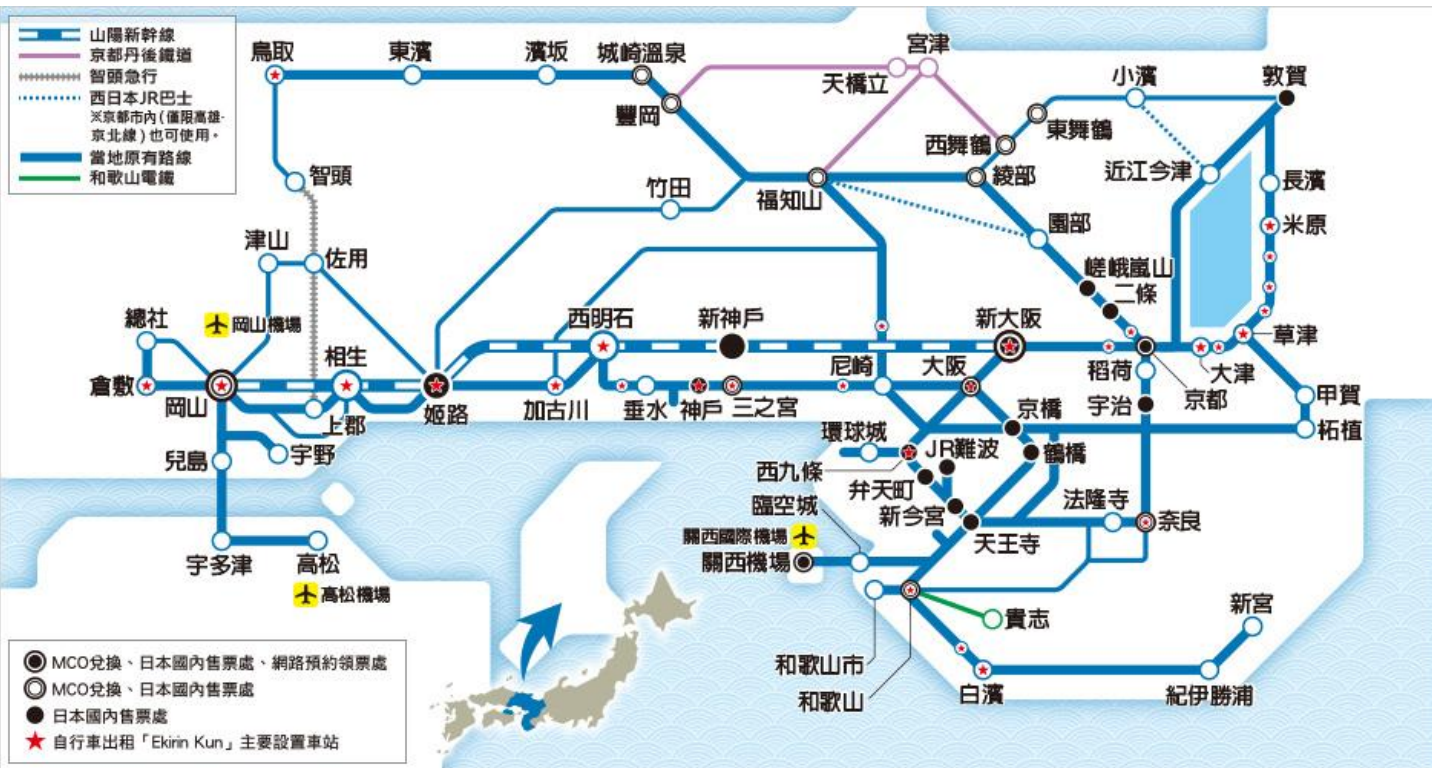 山陽新幹線
京都丹後鐵道
智頭急行
西日本JR巴士
※京都市內(僅限高雄‧
京北線)也可使用。
當地原有路線
和歌山電鐵
鳥取
東濱
濱坂
城崎溫泉
豐岡
天橋立
宮津
小濱
敦賀
東舞鶴
西舞鶴
綾部
近江今津
長濱
米原
智頭
竹田
福知山
園部
嵯峨嵐山
二條
津山
佐用
總社
岡山機場
相生
西明石
新神戶
新大阪
草津
倉敷
岡山
上郡
姬路
加古川
垂水
神戶
三之宮
尼崎
大阪
稻荷
京都
大津
宇治
甲賀
柘植
京橋
環球城
JR難波
鶴橋
西九條
弁天町
兒島
宇野
臨空城
新今宮
法隆寺
奈良
天王寺
關西國際機場
關西機場
宇多津
高松
高松機場
貴志
新宮
和歌山市
和歌山
白濱
紀伊勝浦
MCO兌換、日本國內售票處、網路預約領票處
MCO兌換、日本國內售票處
日本國內售票處
自行車出租「Ekirin Kun」主要設置車站